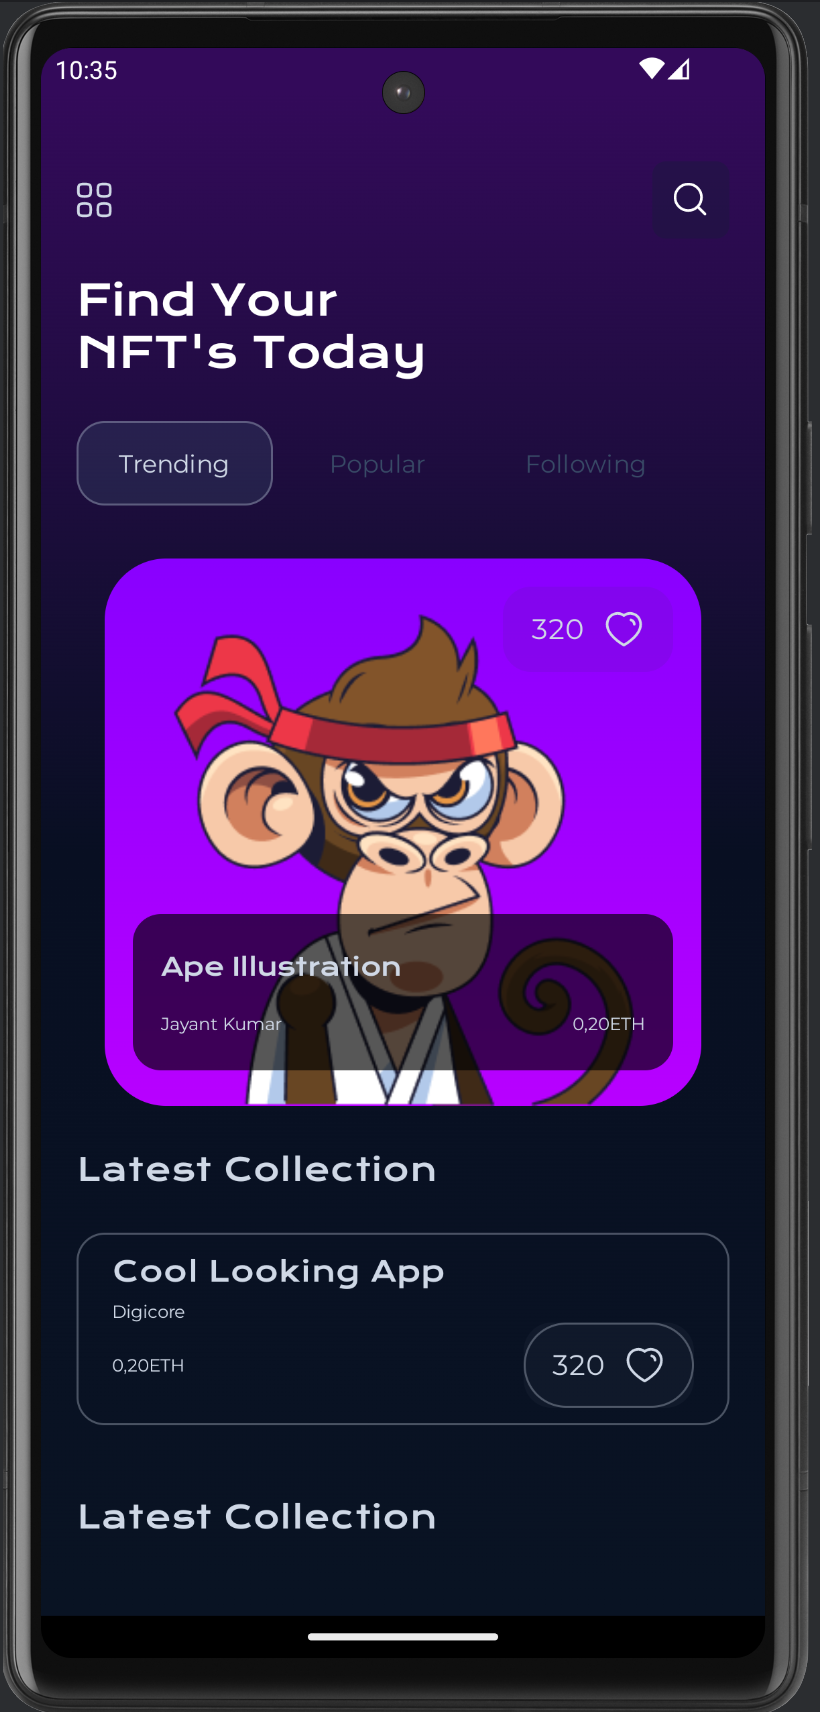 10:35
Find Your
NFT's Today
Trending Popular Following
320
Ape Illustration
Jayant Kumar 0,20ETH
Latest Collection
Cool Looking App
Digicore
0,20ETH 320
Latest Collection